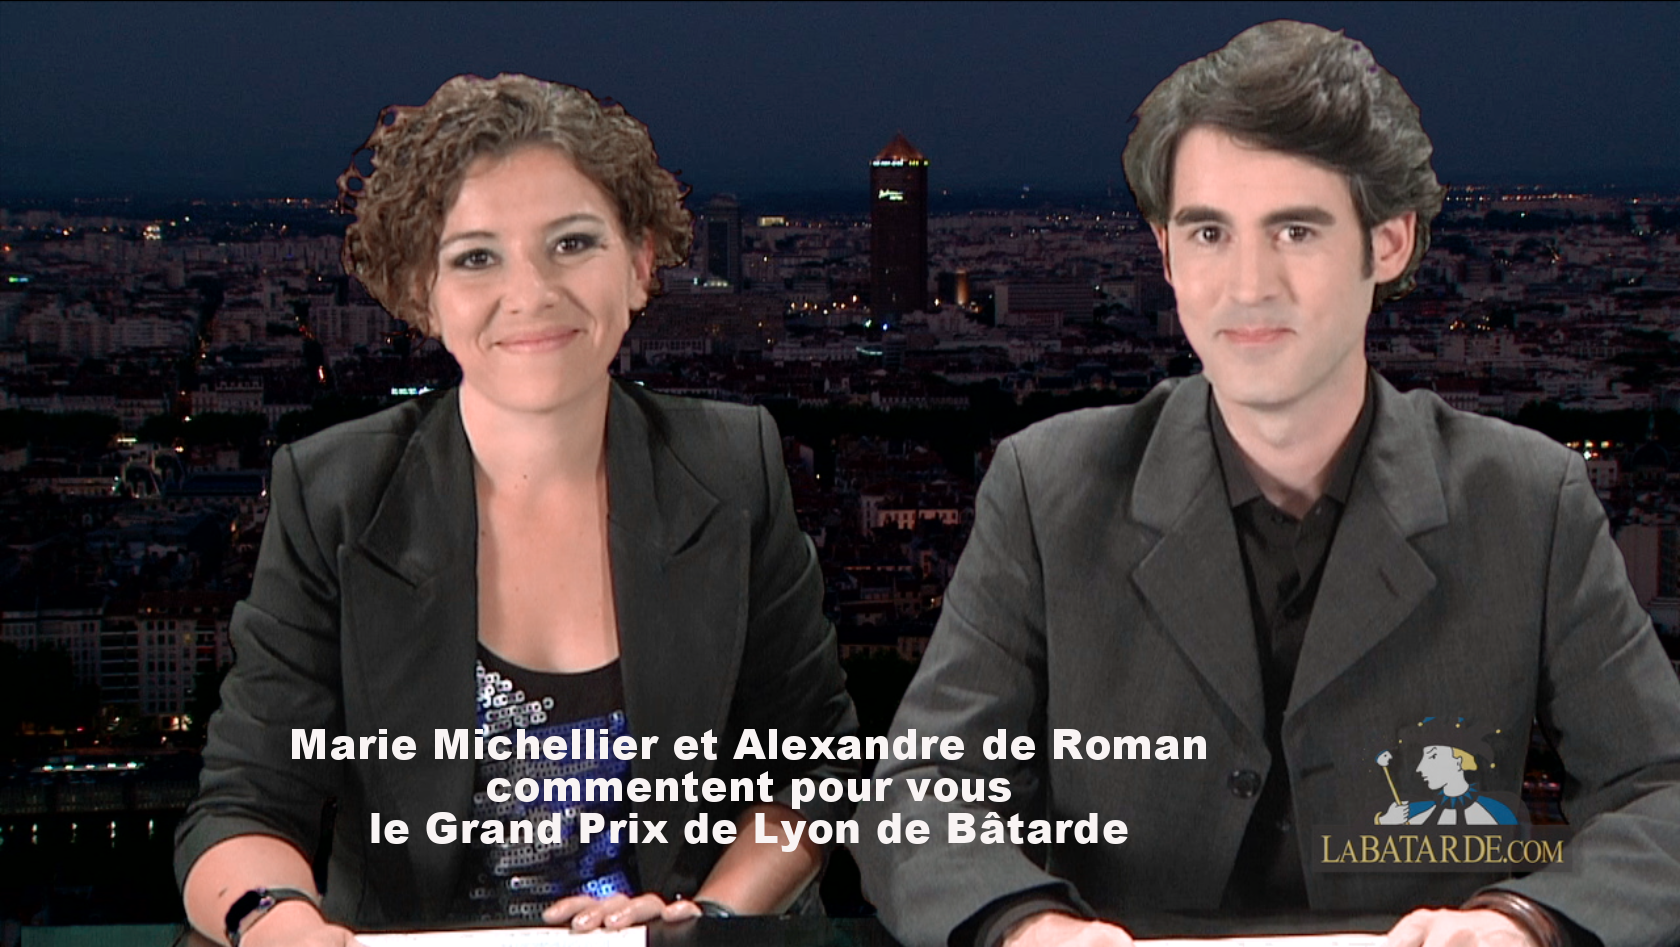 Marie Michellier et Alexandre de Roman
commentent pour vous
le Grand Prix de Lyon de Bâtarde
LABATARDE.COM